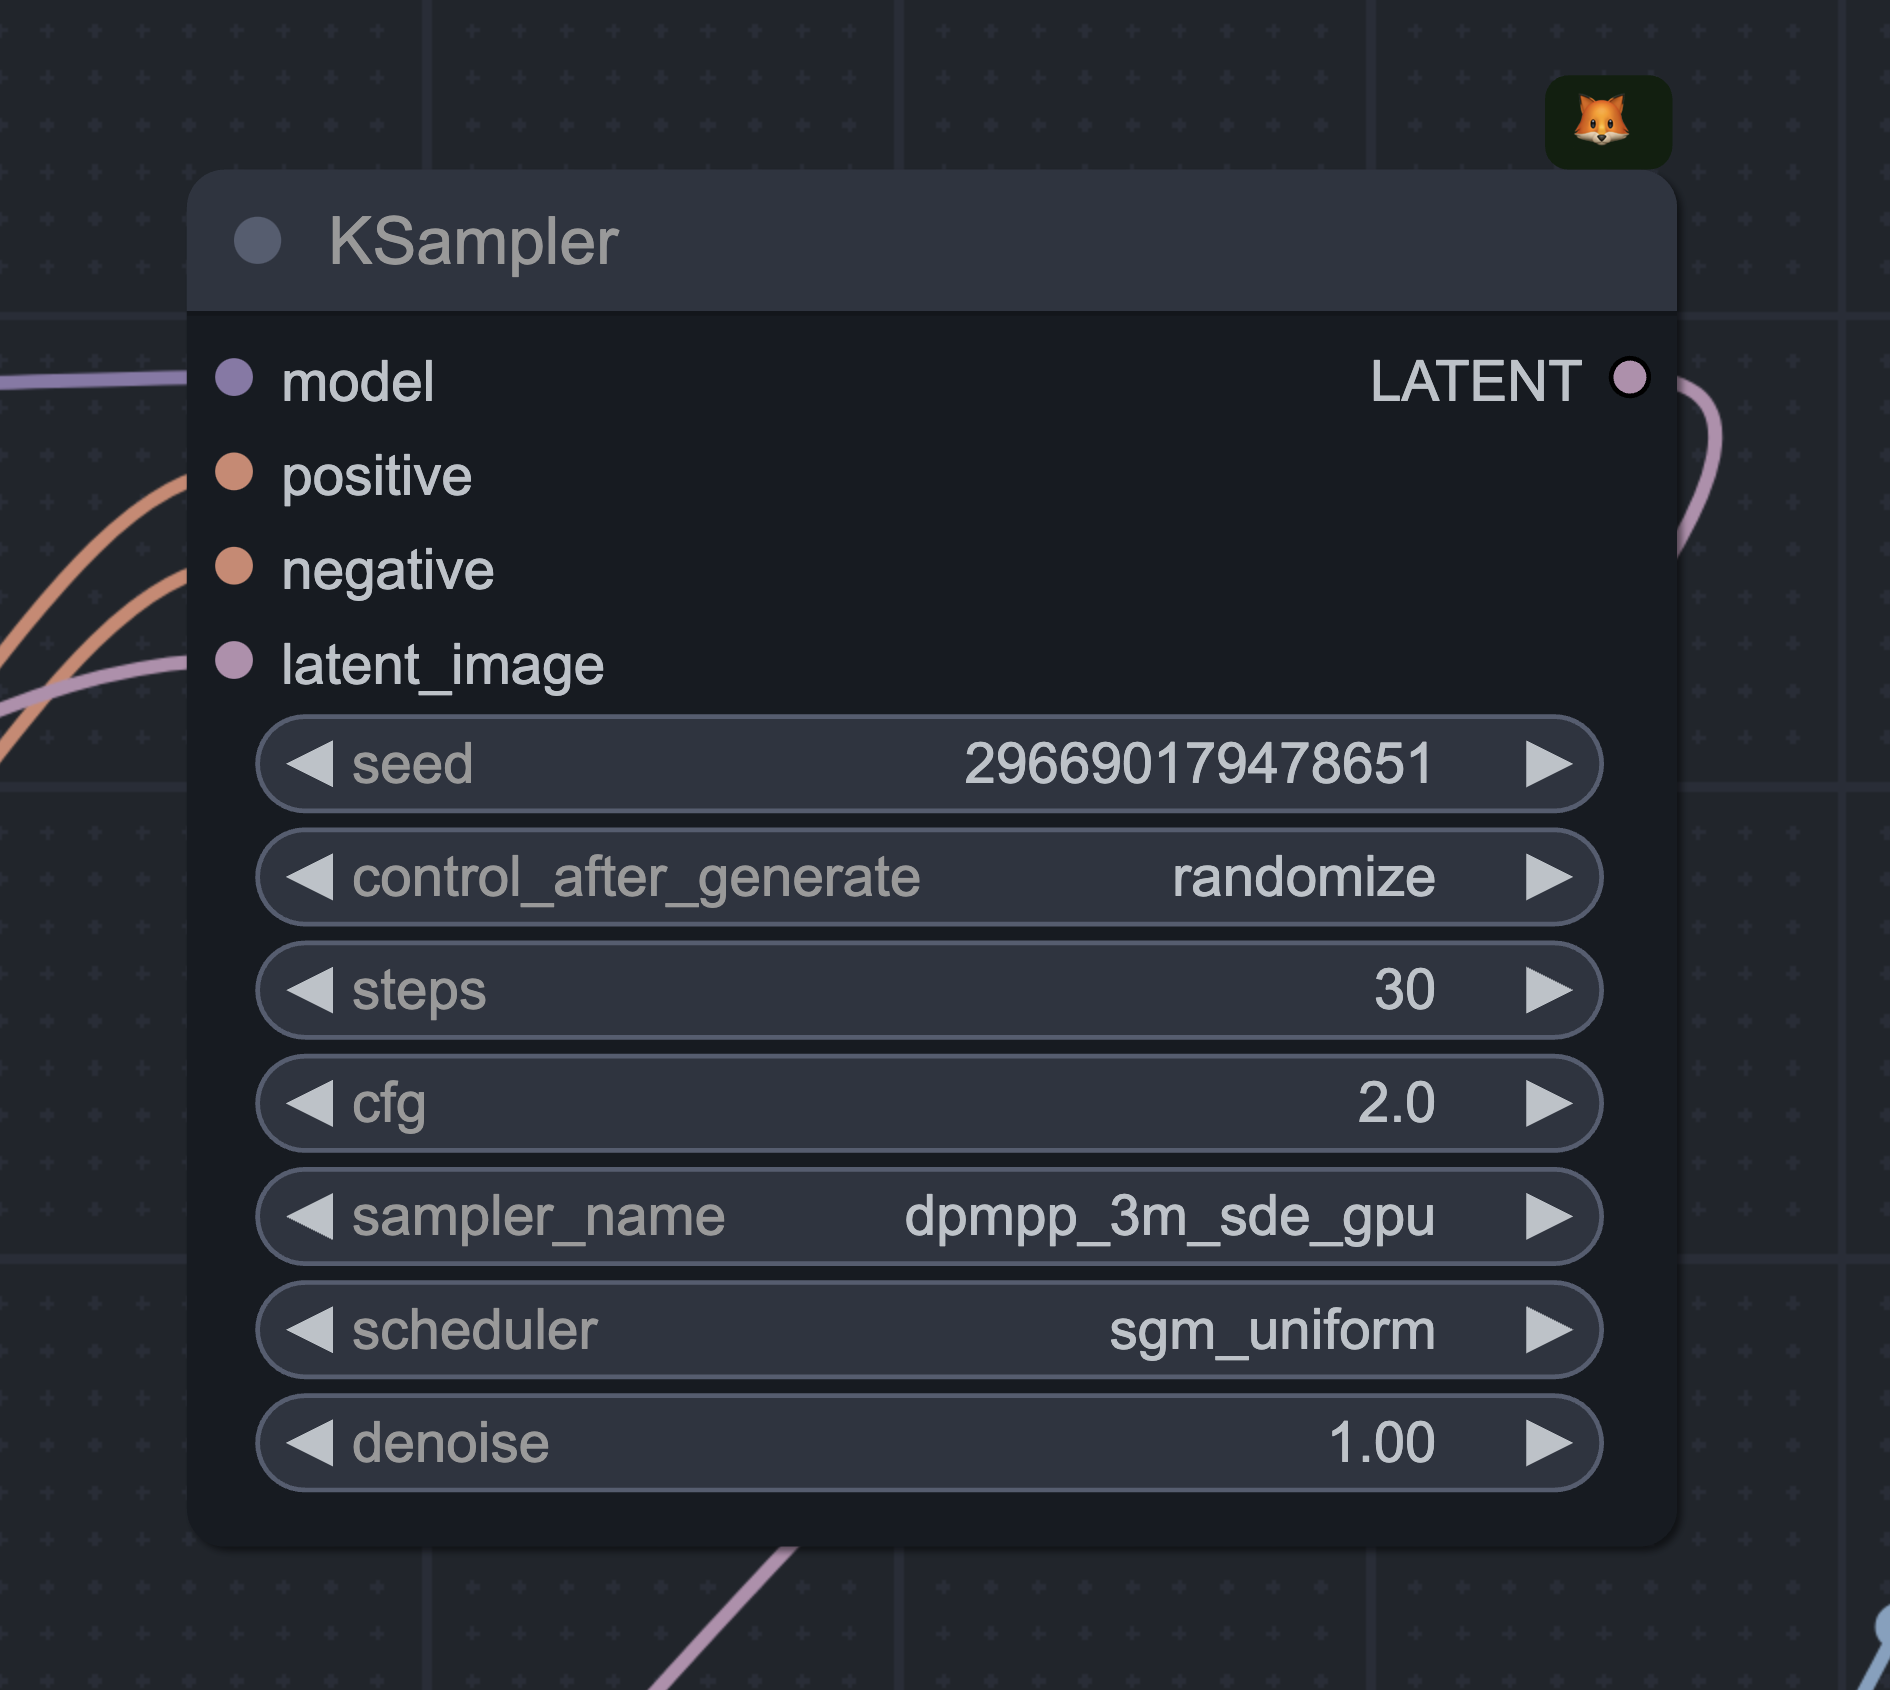 KSampler
model
LATENT
positive
negative
latent_image
seed 296690179478651
control_after_generate randomize
steps 30
cfg 2.0
sampler_name dpmpp_3m_sde_gpu
scheduler sgm_uniform
denoise 1.00